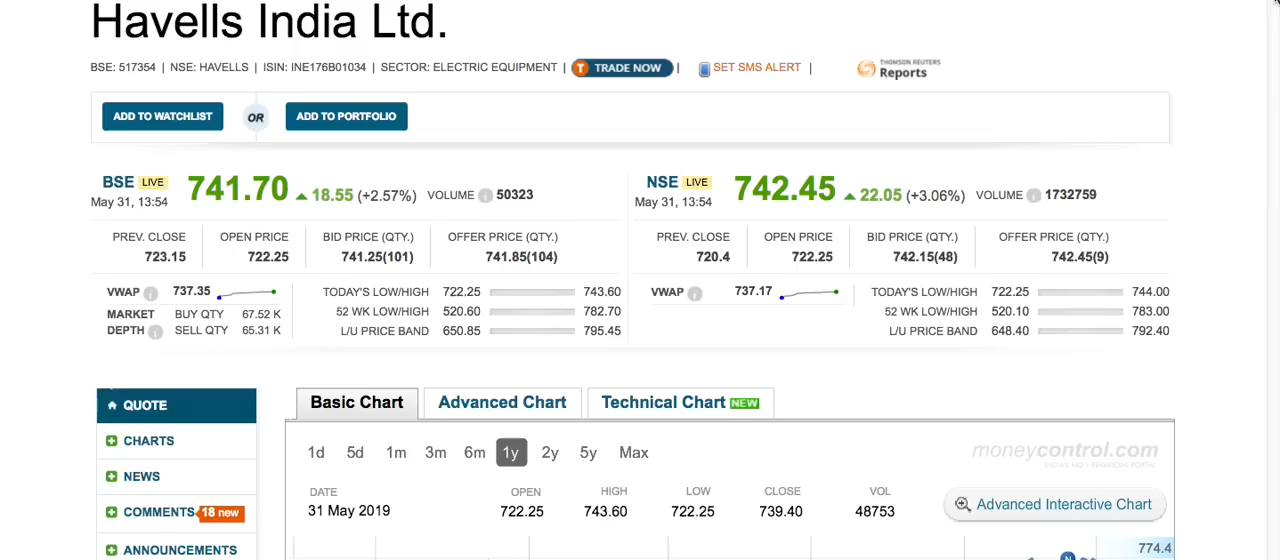 Havells India Ltd.
BSE: 517354 | NSE: HAVELLS | ISIN: INE176B01034 | SECTOR: ELECTRIC EQUIPMENT | T TRADE NOW | SET SMS ALERT | THOMSON REUTERS Reports
ADD TO WATCHLIST OR ADD TO PORTFOLIO
BSE LIVE 741.70 18.55 (+2.57%) VOLUME i 50323
May 31, 13:54
PREV. CLOSE OPEN PRICE BID PRICE (QTY.) OFFER PRICE (QTY.)
723.15 722.25 741.25(101) 741.85(104)
VWAP i 737.35 TODAY'S LOW/HIGH 722.25 743.60
MARKET DEPTH i BUY QTY 67.52 K 52 WK LOW/HIGH 520.60 782.70
SELL QTY 65.31 K L/U PRICE BAND 650.85 795.45
NSE LIVE 742.45 22.05 (+3.06%) VOLUME i 1732759
May 31, 13:54
PREV. CLOSE OPEN PRICE BID PRICE (QTY.) OFFER PRICE (QTY.)
720.4 722.25 742.15(48) 742.45(9)
VWAP i 737.17 TODAY'S LOW/HIGH 722.25 744.00
52 WK LOW/HIGH 520.10 783.00
L/U PRICE BAND 648.40 792.40
QUOTE
CHARTS
NEWS
COMMENTS 18 new
ANNOUNCEMENTS
Basic Chart Advanced Chart Technical Chart NEW
1d 5d 1m 3m 6m 1y 2y 5y Max
moneycontrol.com
INDIA'S NO.1 FINANCIAL PORTAL
DATE OPEN HIGH LOW CLOSE VOL
31 May 2019 722.25 743.60 722.25 739.40 48753
Advanced Interactive Chart
N
774.4